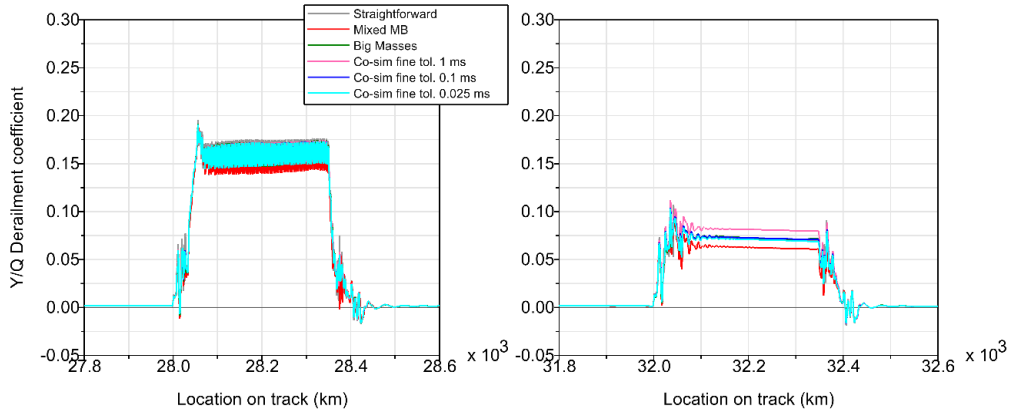 Straightforward
Mixed MB
Big Masses
Co-sim fine tol. 1 ms
Co-sim fine tol. 0.1 ms
Co-sim fine tol. 0.025 ms
Y/Q Derailment coefficient
0.30
0.25
0.20
0.15
0.10
0.05
0.00
-0.05
27.8 28.0 28.2 28.4 28.6 x 10³
Location on track (km)
0.30
0.25
0.20
0.15
0.10
0.05
0.00
-0.05
31.8 32.0 32.2 32.4 32.6 x 10³
Location on track (km)